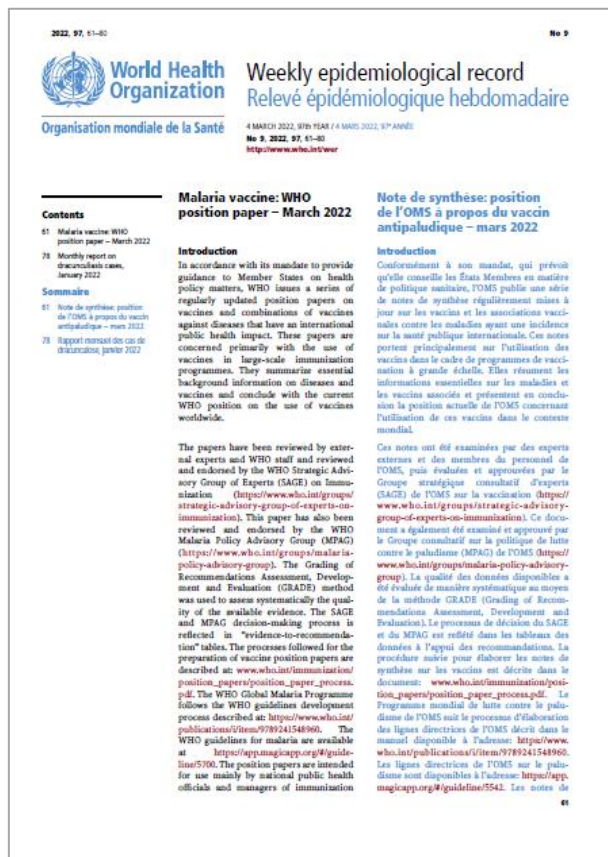 2022, 97, 61–80
No 9
World Health
Organization
Organisation mondiale de la Santé
Weekly epidemiological record
Relevé épidémiologique hebdomadaire
4 MARCH 2022, 97th YEAR / 4 MARS 2022, 97e ANNÉE
No 9, 2022, 97, 61–80
http://www.who.int/wer
Contents
61 Malaria vaccine: WHO
position paper – March 2022
78 Monthly report on
dracunculiasis cases,
January 2022
Sommaire
61 Note de synthèse: position
de l'OMS à propos du vaccin
antipaludique – mars 2022
78 Rapport mensuel des cas de
dracunculose, janvier 2022
Malaria vaccine: WHO
position paper – March 2022
Introduction
In accordance with its mandate to provide
guidance to Member States on health
policy matters, WHO issues a series of
regularly updated position papers on
vaccines and combinations of vaccines
against diseases that have an international
public health impact. These papers are
concerned primarily with the use of
vaccines in large-scale immunization
programmes. They summarize essential
background information on diseases and
vaccines and conclude with the current
WHO position on the use of vaccines
worldwide.
The papers have been reviewed by exter-
nal experts and WHO staff and reviewed
and endorsed by the WHO Strategic Advi-
sory Group of Experts (SAGE) on Immu-
nization (https://www.who.int/groups/
strategic-advisory-group-of-experts-on-
immunization). This paper has also been
reviewed and endorsed by the WHO
Malaria Policy Advisory Group (MPAG)
(https://www.who.int/groups/malaria-
policy-advisory-group). The Grading of
Recommendations Assessment, Develop-
ment and Evaluation (GRADE) method
was used to assess systematically the qual-
ity of the available evidence. The SAGE
and MPAG decision-making process is
reflected in "evidence-to-recommenda-
tion" tables. The processes followed for the
preparation of vaccine position papers are
described at: www.who.int/immunization/
position_papers/position_paper_process.
pdf. The WHO Global Malaria Programme
follows the WHO guidelines development
process described at: https://www.who.int/
publications/i/item/9789241548960. The
WHO guidelines for malaria are available
at https://app.magicapp.org/#/guide-
line/5700. The position papers are intended
for use mainly by national public health
officials and managers of immunization
Note de synthèse: position
de l'OMS à propos du vaccin
antipaludique – mars 2022
Introduction
Conformément à son mandat, qui prévoit
qu'elle conseille les États Membres en matière
de politique sanitaire, l'OMS publie une série
de notes de synthèse régulièrement mises à
jour sur les vaccins et les associations vacci-
nales contre les maladies ayant une incidence
sur la santé publique internationale. Ces notes
portent principalement sur l'utilisation des
vaccins dans le cadre de programmes de vacci-
nation à grande échelle. Elles résument les
informations essentielles sur les maladies et
les vaccins associés et présentent en conclu-
sion la position actuelle de l'OMS concernant
l'utilisation de ces vaccins dans le contexte
mondial.
Ces notes ont été examinées par des experts
externes et des membres du personnel de
l'OMS, puis évaluées et approuvées par le
Groupe stratégique consultatif d'experts
(SAGE) de l'OMS sur la vaccination (https://
www.who.int/groups/strategic-advisory-
group-of-experts-on-immunization). Ce docu-
ment a également été examiné et approuvé par
le Groupe consultatif sur la politique de lutte
contre le paludisme (MPAG) de l'OMS (https://
www.who.int/groups/malaria-policy-advisory-
group). La qualité des données disponibles a
été évaluée de manière systématique au moyen
de la méthode GRADE (Grading of Recom-
mendations Assessment, Development and
Evaluation). Le processus de décision du SAGE
et du MPAG est reflété dans les tableaux des
données à l'appui des recommandations. La
procédure suivie pour élaborer les notes de
synthèse sur les vaccins est décrite dans le
document: www.who.int/immunization/posi-
tion_papers/position_paper_process.pdf. Le
Programme mondial de lutte contre le palu-
disme de l'OMS suit le processus d'élaboration
des lignes directrices de l'OMS décrit dans le
manuel disponible à l'adresse: https://www.
who.int/publications/i/item/9789241548960.
Les lignes directrices de l'OMS sur le palu-
disme sont disponibles à l'adresse: https://app.
magicapp.org/#/guideline/5542. Les notes de
61